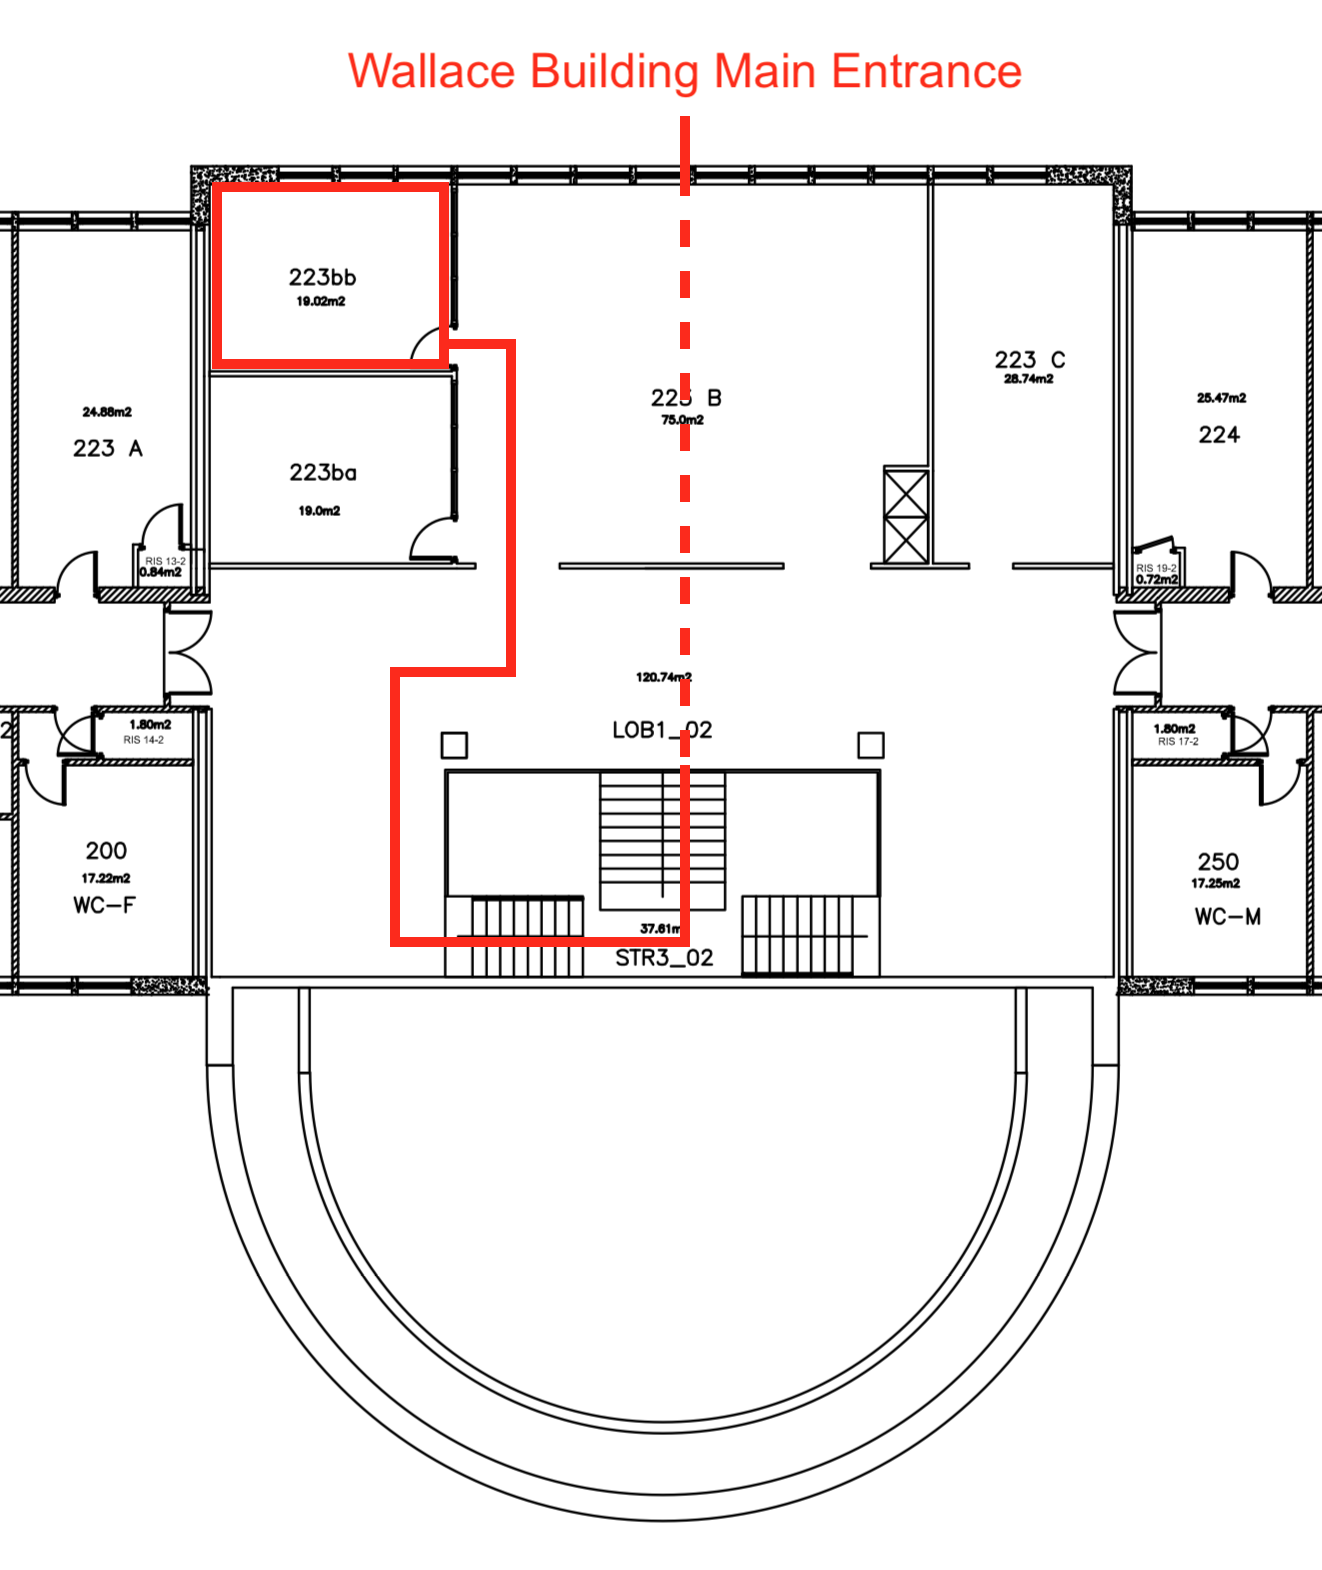 Wallace Building Main Entrance
223bb
19.02m2
223 C
28.74m2
B
75.0m2
24.88m2
223 A
25.47m2
224
223ba
19.0m2
RIS 13-2
0.84m2
RIS 19-2
0.72m2
120.74m2
LOB1_02
2
1.80m2
RIS 14-2
1.80m2
RIS 17-2
200
17.22m2
WC-F
250
17.25m2
WC-M
37.61m
STR3_02